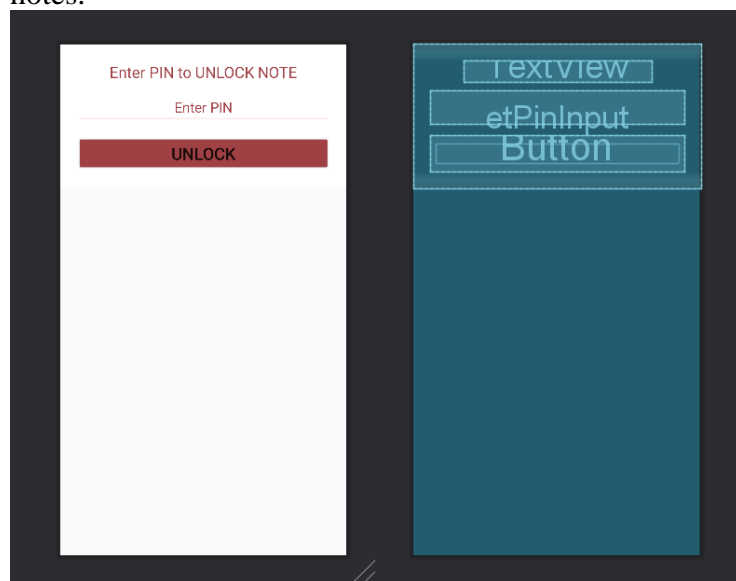 notes.
Enter PIN to UNLOCK NOTE
Enter PIN
UNLOCK
TextView
etPinInput
Button